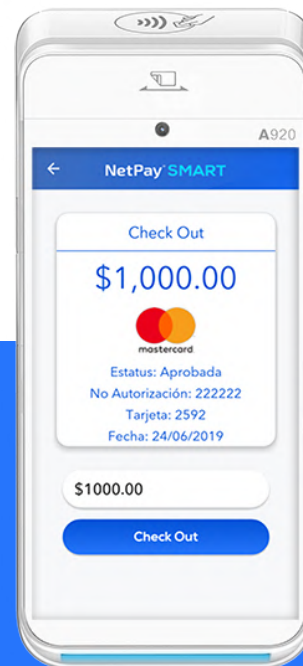 A920
NetPay SMART
Check Out
$1,000.00
mastercard
Estatus: Aprobada
No Autorización: 222222
Tarjeta: 2592
Fecha: 24/06/2019
$1000.00
Check Out